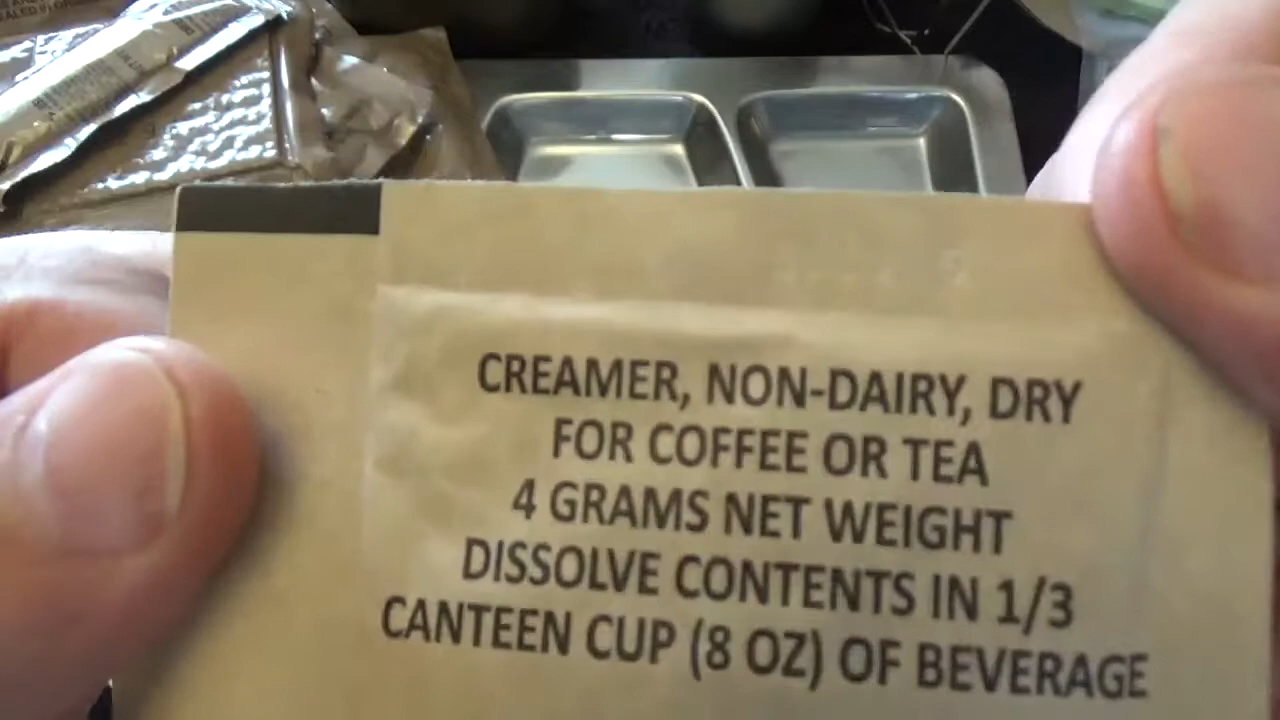 CREAMER, NON-DAIRY, DRY
FOR COFFEE OR TEA
4 GRAMS NET WEIGHT
DISSOLVE CONTENTS IN 1/3
CANTEEN CUP (8 OZ) OF BEVERAGE